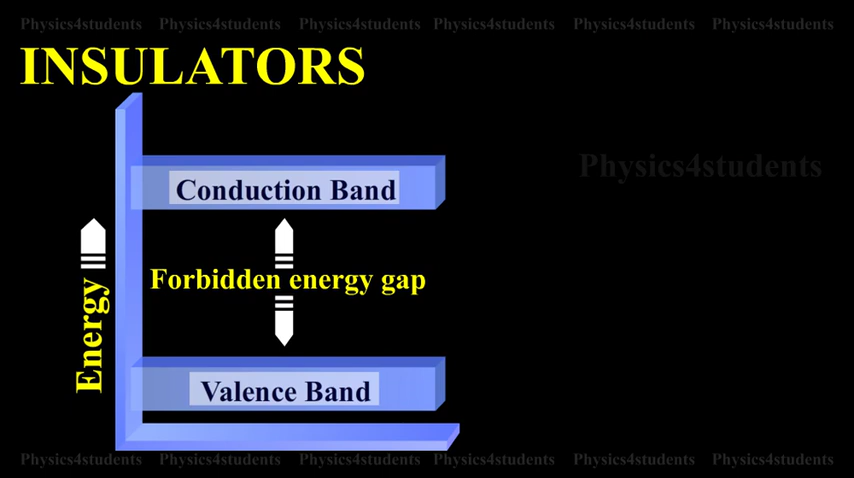 Physics4students Physics4students Physics4students Physics4students Physics4students Physics4students
INSULATORS
Physics4students
Conduction Band
Forbidden energy gap
Energy
Valence Band
Physics4students Physics4students Physics4students Physics4students Physics4students Physics4students